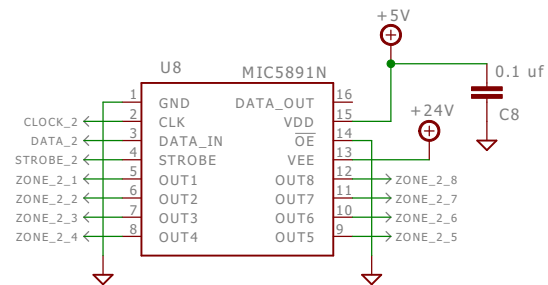 +5V
U8
MIC5891N
0.1 uf
C8
+24V
1 GND DATA_OUT 16
CLOCK_2 2 CLK VDD 15
DATA_2 3 DATA_IN OE 14
STROBE_2 4 STROBE VEE 13
ZONE_2_1 5 OUT1 OUT8 12 ZONE_2_8
ZONE_2_2 6 OUT2 OUT7 11 ZONE_2_7
ZONE_2_3 7 OUT3 OUT6 10 ZONE_2_6
ZONE_2_4 8 OUT4 OUT5 9 ZONE_2_5